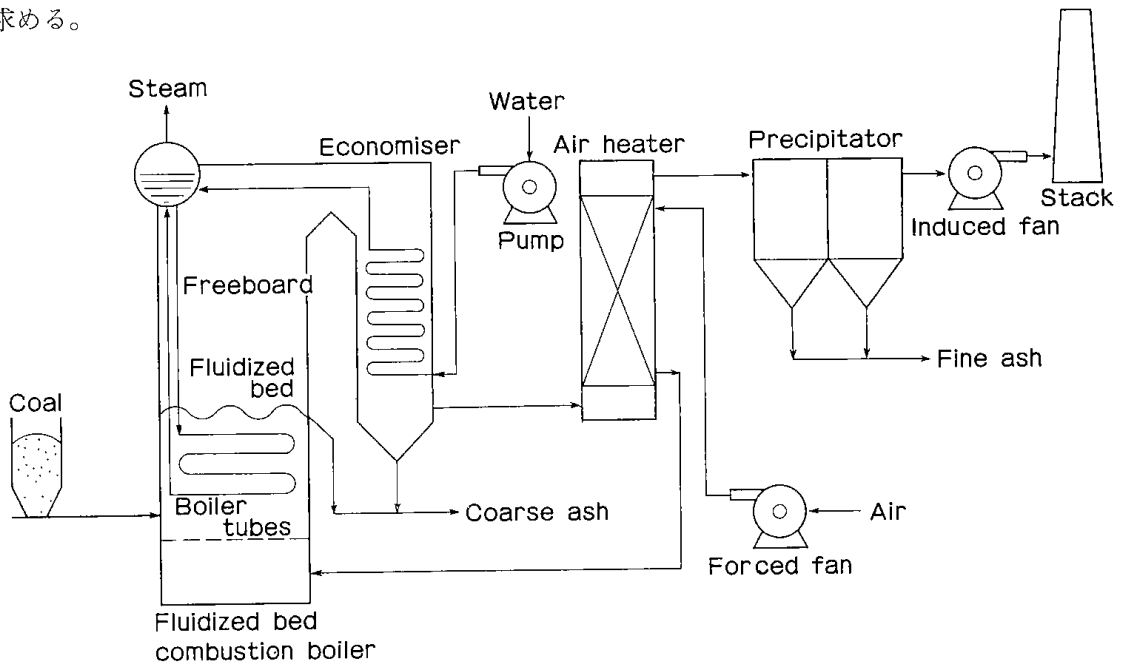 求める。
Steam
Water
Economiser
Air heater
Precipitator
Stack
Pump
Induced fan
Freeboard
Fluidized
bed
Fine ash
Coal
Boiler
tubes
Coarse ash
Air
Forced fan
Fluidized bed
combustion boiler